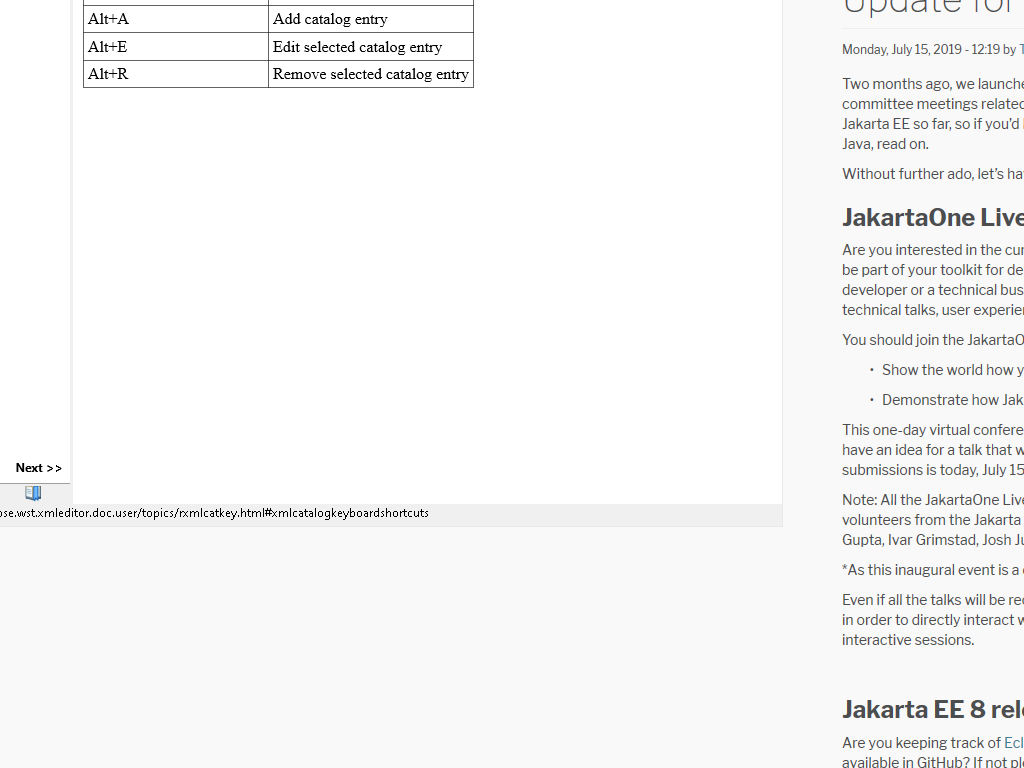 Alt+A Add catalog entry
Alt+E Edit selected catalog entry
Alt+R Remove selected catalog entry
Next >>
ose.wst.xmleditor.doc.user/topics/rxmlcatkey.html#xmlcatalogkeyboardshortcuts
Update for
Monday, July 15, 2019 - 12:19 by T
Two months ago, we launche
committee meetings related
Jakarta EE so far, so if you'd
Java, read on.
Without further ado, let's ha
JakartaOne Live
Are you interested in the cur
be part of your toolkit for de
developer or a technical bus
technical talks, user experie
You should join the JakartaO
• Show the world how y
• Demonstrate how Jak
This one-day virtual confere
have an idea for a talk that w
submissions is today, July 15
Note: All the JakartaOne Live
volunteers from the Jakarta
Gupta, Ivar Grimstad, Josh Ju
*As this inaugural event is a
Even if all the talks will be rec
in order to directly interact w
interactive sessions.
Jakarta EE 8 rele
Are you keeping track of Ecl
available in GitHub? If not ple